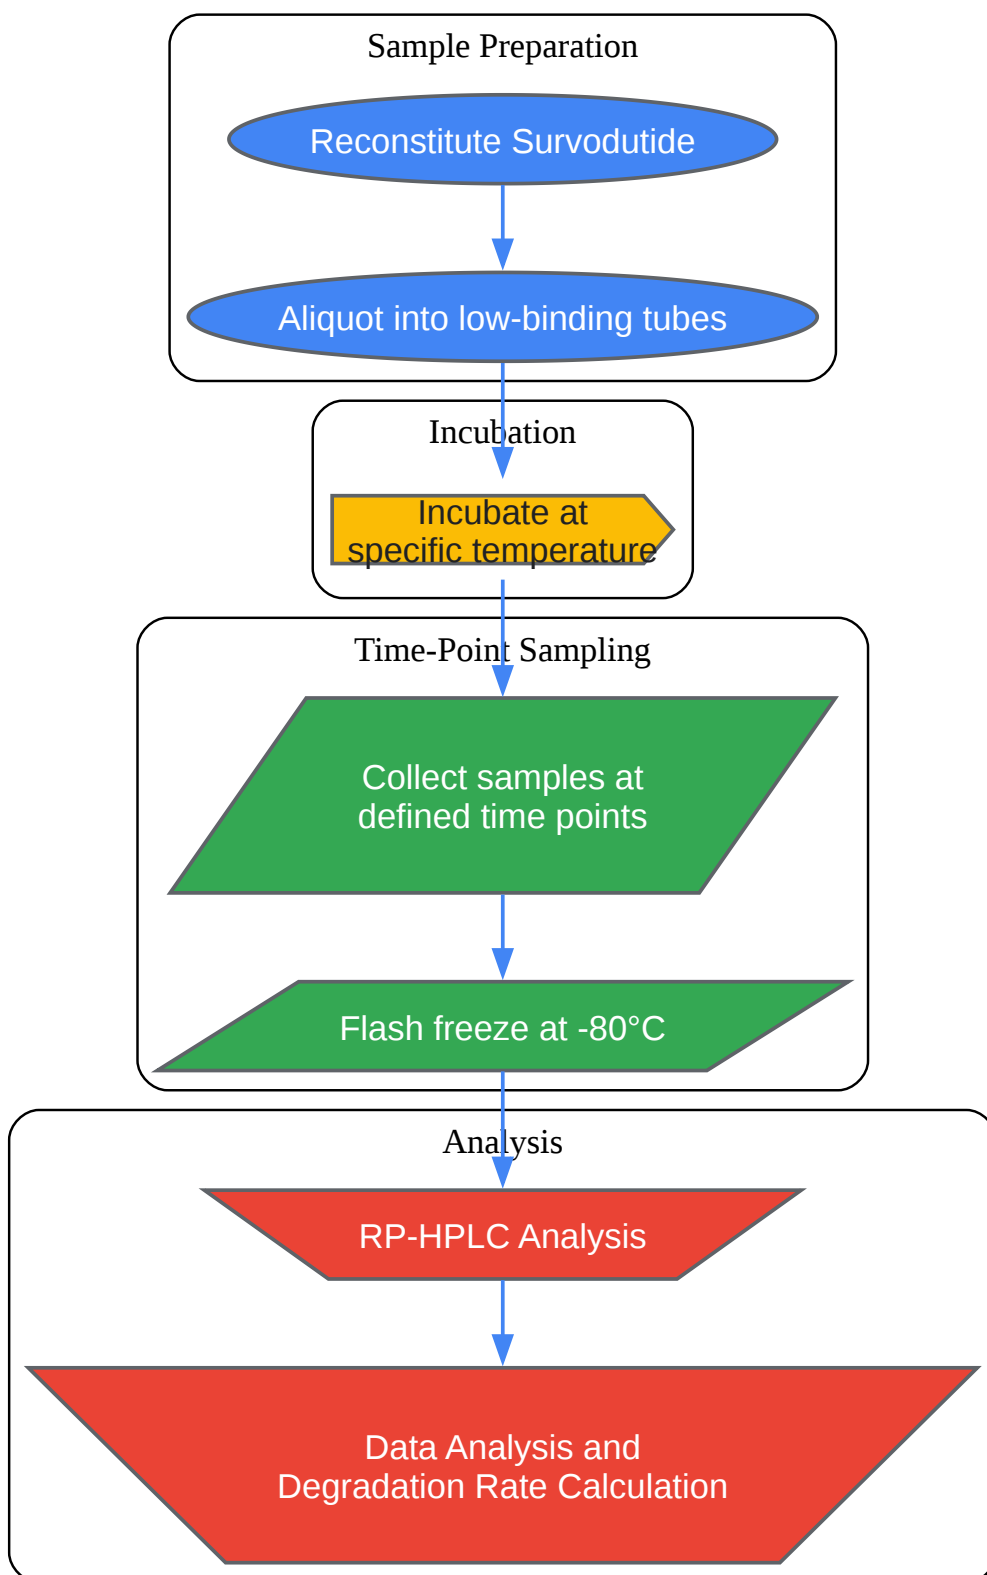 Sample Preparation
Reconstitute Survodutide
Aliquot into low-binding tubes
Incubation
Incubate at
specific temperature
Time-Point Sampling
Collect samples at
defined time points
Flash freeze at -80°C
Analysis
RP-HPLC Analysis
Data Analysis and
Degradation Rate Calculation